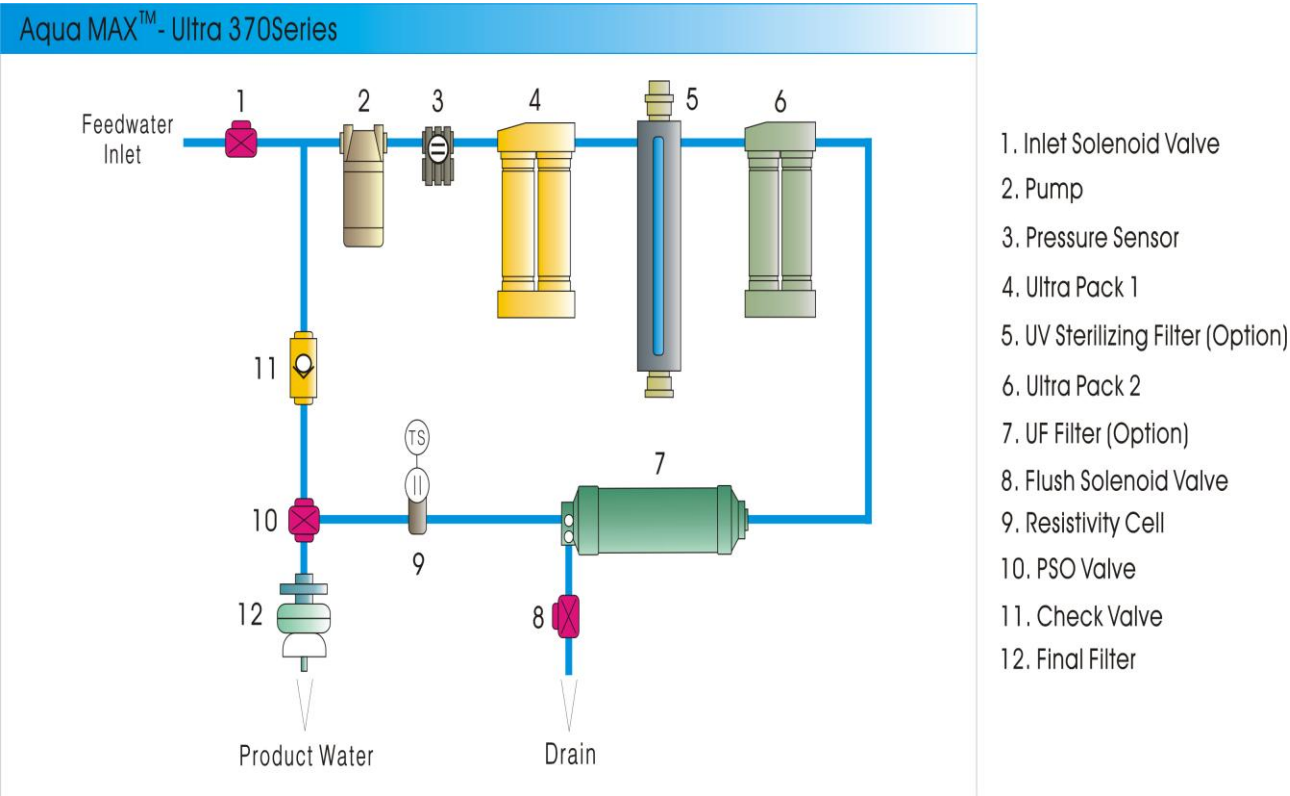 Aqua MAX™- Ultra 370Series
1
2
3
4
5
6
Feedwater
Inlet
11
TS
7
10
9
12
8
Product Water
Drain
1. Inlet Solenoid Valve
2. Pump
3. Pressure Sensor
4. Ultra Pack 1
5. UV Sterilizing Filter (Option)
6. Ultra Pack 2
7. UF Filter (Option)
8. Flush Solenoid Valve
9. Resistivity Cell
10. PSO Valve
11. Check Valve
12. Final Filter